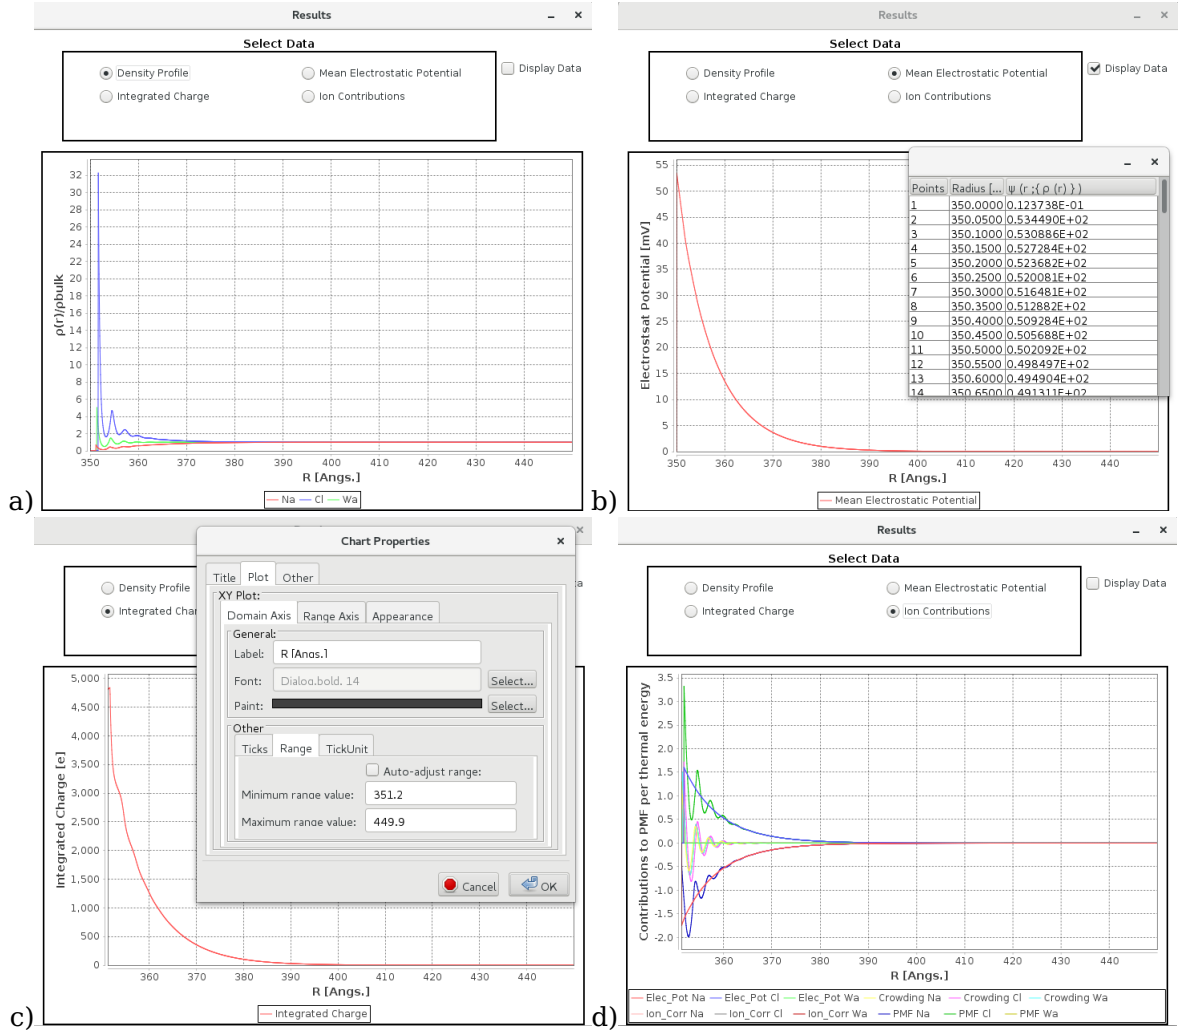 Results
Select Data
Density Profile
Mean Electrostatic Potential
Display Data
Integrated Charge
Ion Contributions
ρ(r)/ρbulk
32
30
28
26
24
22
20
18
16
14
12
10
8
6
4
2
0
350 360 370 380 390 400 410 420 430 440
R [Angs.]
Na Cl Wa
a)
Results
Select Data
Density Profile
Mean Electrostatic Potential
Display Data
Integrated Charge
Ion Contributions
Electrostsat Potential [mV]
55
50
45
40
35
30
25
20
15
10
5
0
350 360 370 380 390 400 410 420 430 440
R [Angs.]
Mean Electrostatic Potential
Points Radius [... ψ (r ;{ ρ (r) } )
1 350.0000 0.123738E-01
2 350.0500 0.534490E+02
3 350.1000 0.530886E+02
4 350.1500 0.527284E+02
5 350.2000 0.523682E+02
6 350.2500 0.520081E+02
7 350.3000 0.516481E+02
8 350.3500 0.512882E+02
9 350.4000 0.509284E+02
10 350.4500 0.505688E+02
11 350.5000 0.502092E+02
12 350.5500 0.498497E+02
13 350.6000 0.494904E+02
14 350.6500 0.491311E+02
b)
Density Profile
Integrated Char
Integrated Charge [e]
5,000
4,500
4,000
3,500
3,000
2,500
2,000
1,500
1,000
500
0
360 370 380 390 400 410 420 430 440
R [Angs.]
Integrated Charge
Chart Properties
Title Plot Other
XY Plot:
Domain Axis Range Axis Appearance
General:
Label: R [Angs.]
Font: Dialog.bold, 14 Select...
Paint: Select...
Other
Ticks Range TickUnit
Auto-adjust range:
Minimum range value: 351.2
Maximum range value: 449.9
Cancel OK
c)
Results
Select Data
Density Profile
Mean Electrostatic Potential
Display Data
Integrated Charge
Ion Contributions
Contributions to PMF per thermal energy
3.5
3.0
2.5
2.0
1.5
1.0
0.5
0.0
-0.5
-1.0
-1.5
-2.0
360 370 380 390 400 410 420 430 440
R [Angs.]
Elec_Pot Na Elec_Pot Cl Elec_Pot Wa Crowding Na Crowding Cl Crowding Wa
Ion_Corr Na Ion_Corr Cl Ion_Corr Wa PMF Na PMF Cl PMF Wa
d)